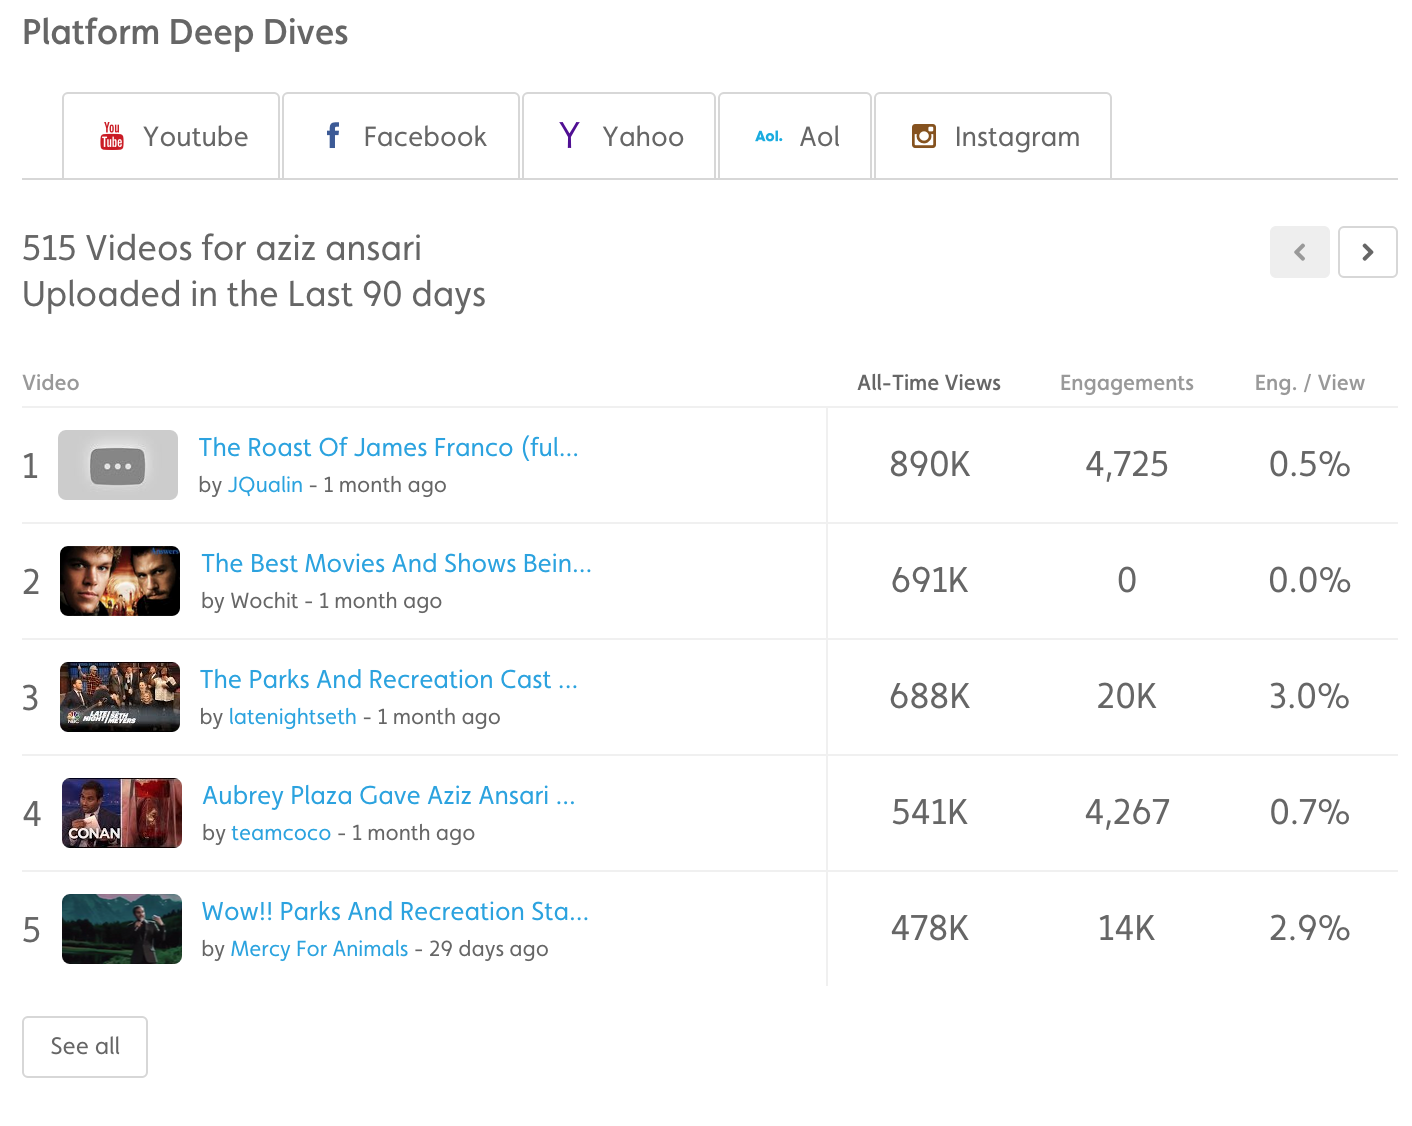 Platform Deep Dives
You Tube Youtube
f Facebook
Y Yahoo
Aol. Aol
Instagram
515 Videos for aziz ansari
Uploaded in the Last 90 days
Video All-Time Views Engagements Eng. / View
1 The Roast Of James Franco (ful... 890K 4,725 0.5%
by JQualin - 1 month ago
2 The Best Movies And Shows Bein... 691K 0 0.0%
by Wochit - 1 month ago
3 The Parks And Recreation Cast ... 688K 20K 3.0%
by latenightseth - 1 month ago
4 CONAN Aubrey Plaza Gave Aziz Ansari ... 541K 4,267 0.7%
by teamcoco - 1 month ago
5 Wow!! Parks And Recreation Sta... 478K 14K 2.9%
by Mercy For Animals - 29 days ago
See all